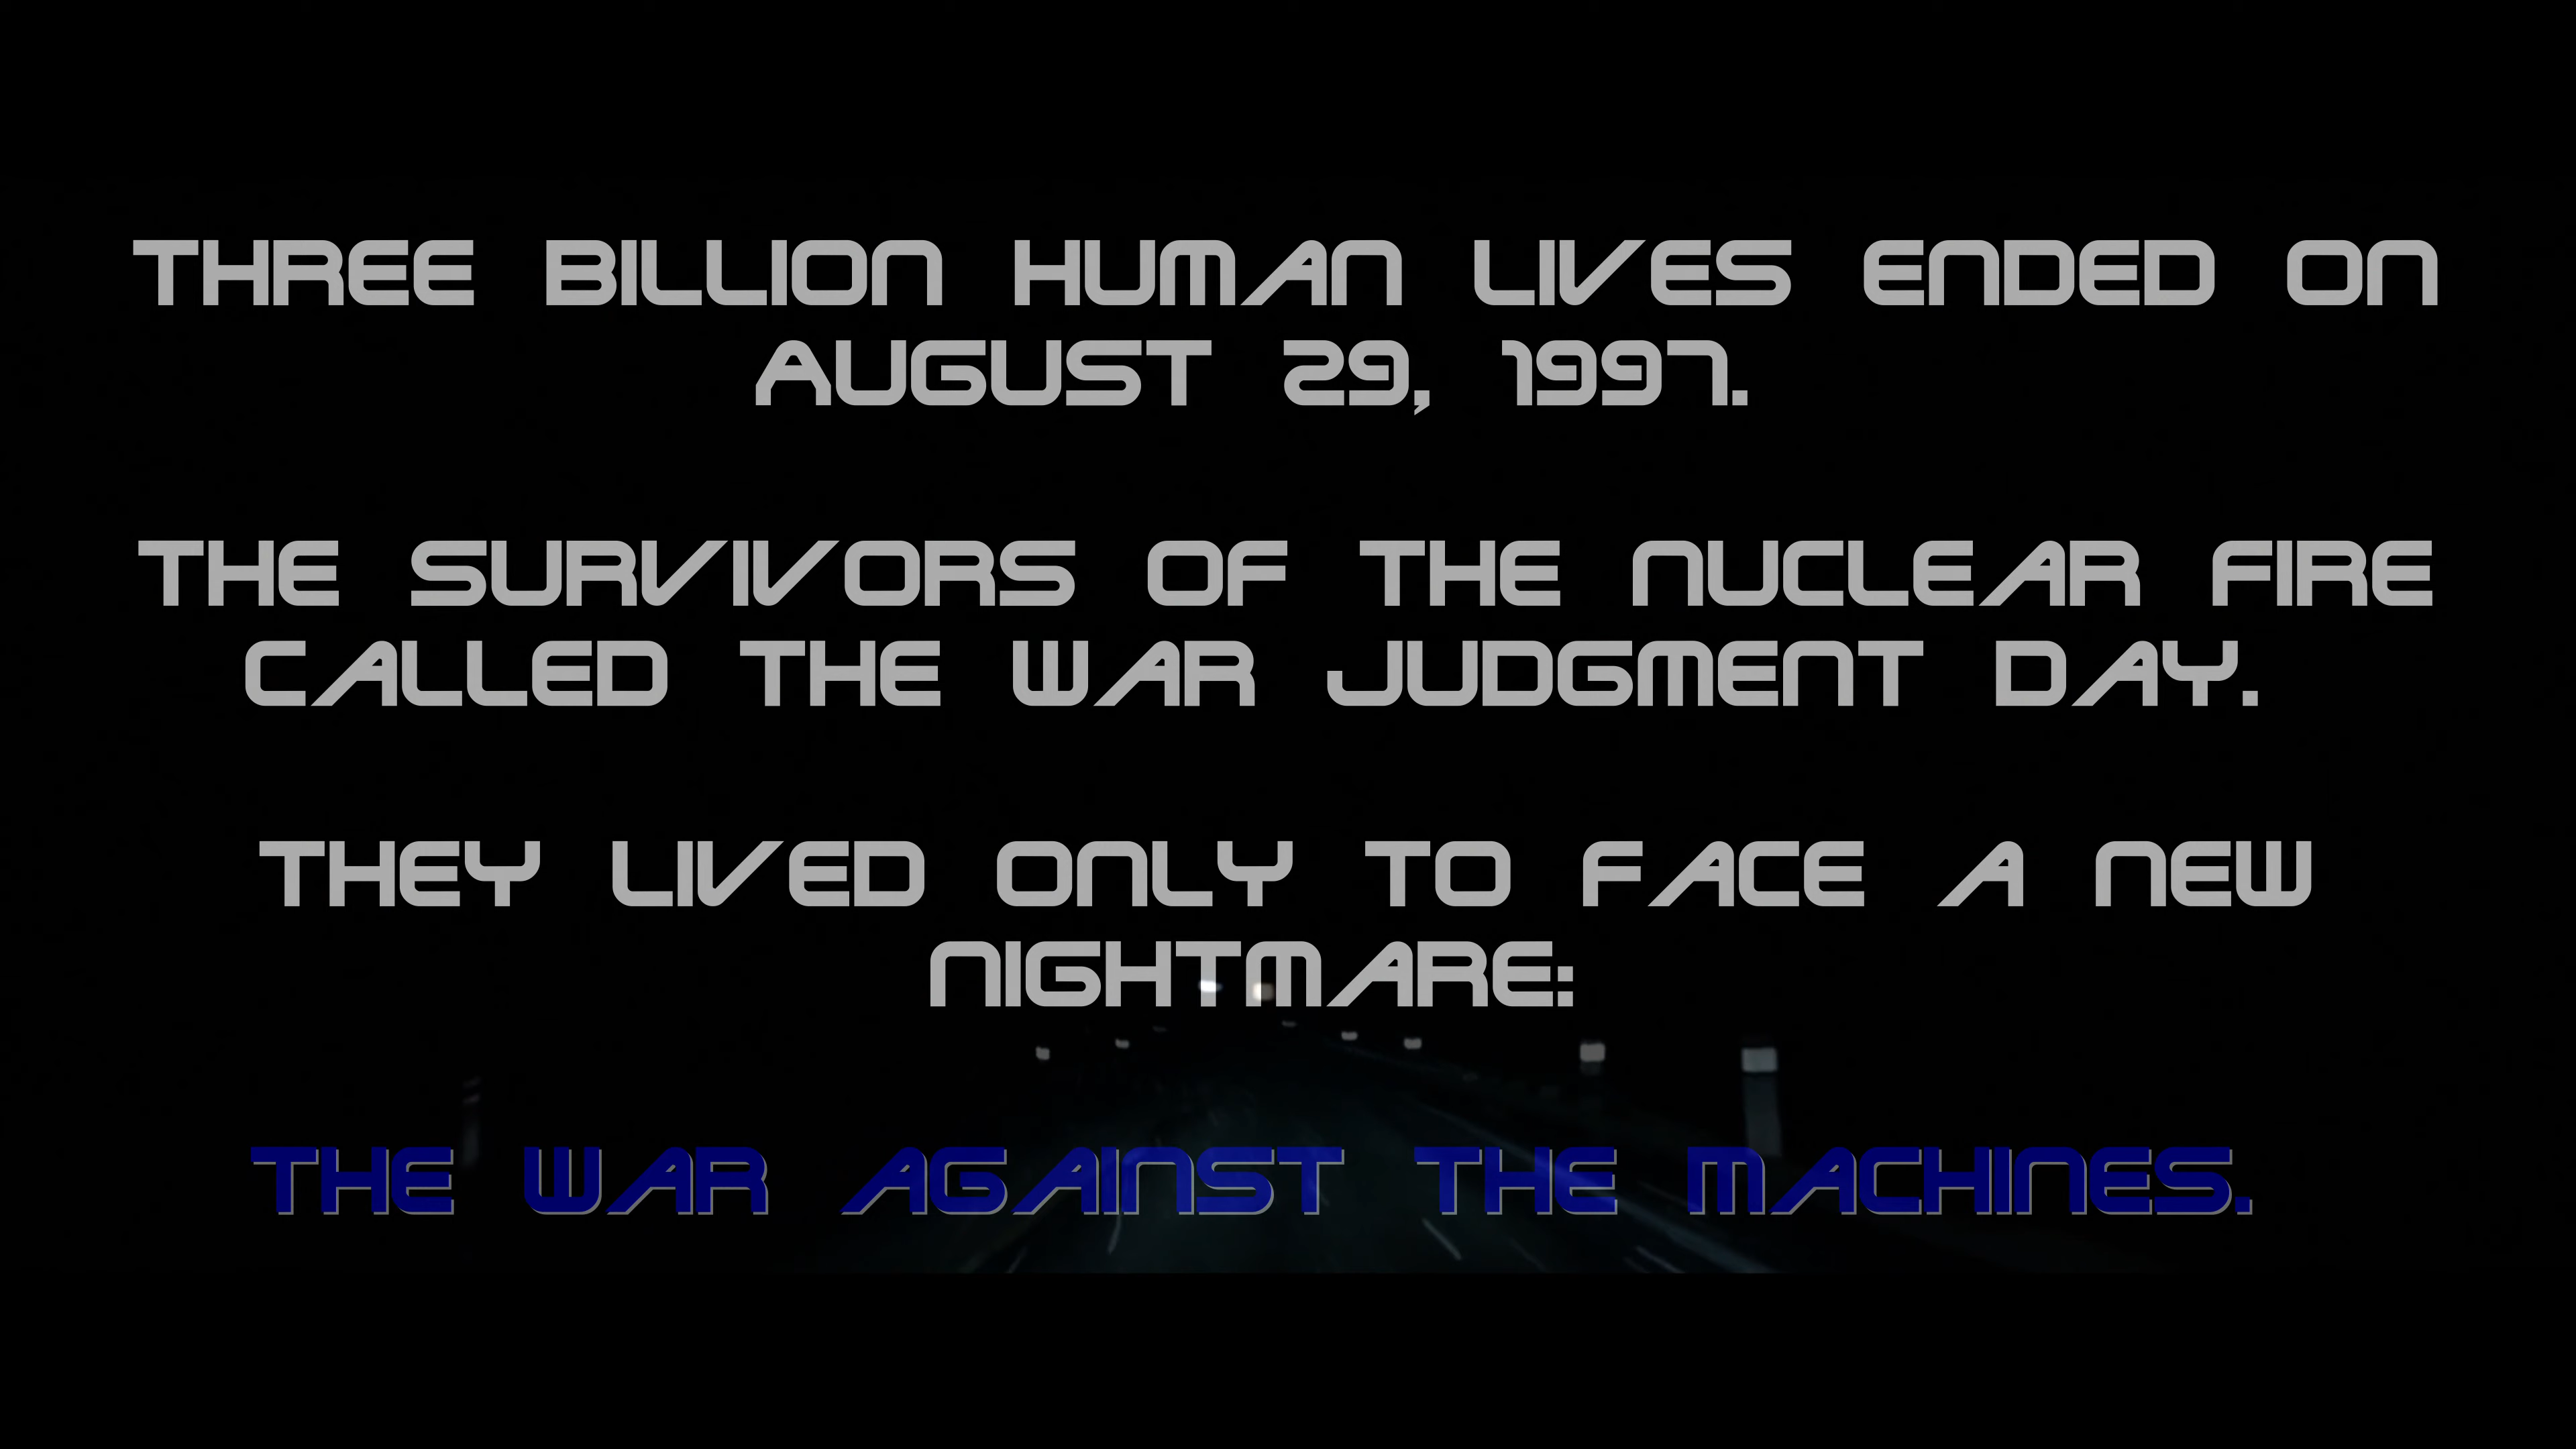 THREE BILLION HUMAN LIVES ENDED ON
AUGUST 29, 1997.
THE SURVIVORS OF THE NUCLEAR FIRE
CALLED THE WAR JUDGMENT DAY.
THEY LIVED ONLY TO FACE A NEW
NIGHTMARE:
THE WAR AGAINST THE MACHINES.